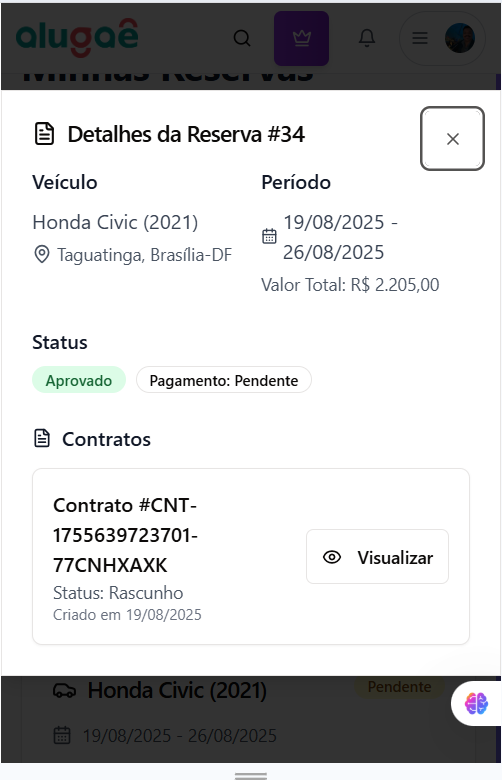 alugaê
Minhas Reservas
Detalhes da Reserva #34
Veículo
Honda Civic (2021)
Taguatinga, Brasília-DF
Período
19/08/2025 -
26/08/2025
Valor Total: R$ 2.205,00
Status
Aprovado
Pagamento: Pendente
Contratos
Contrato #CNT-
1755639723701-
77CNHXAXK
Status: Rascunho
Criado em 19/08/2025
Visualizar
Honda Civic (2021)
Pendente
19/08/2025 - 26/08/2025